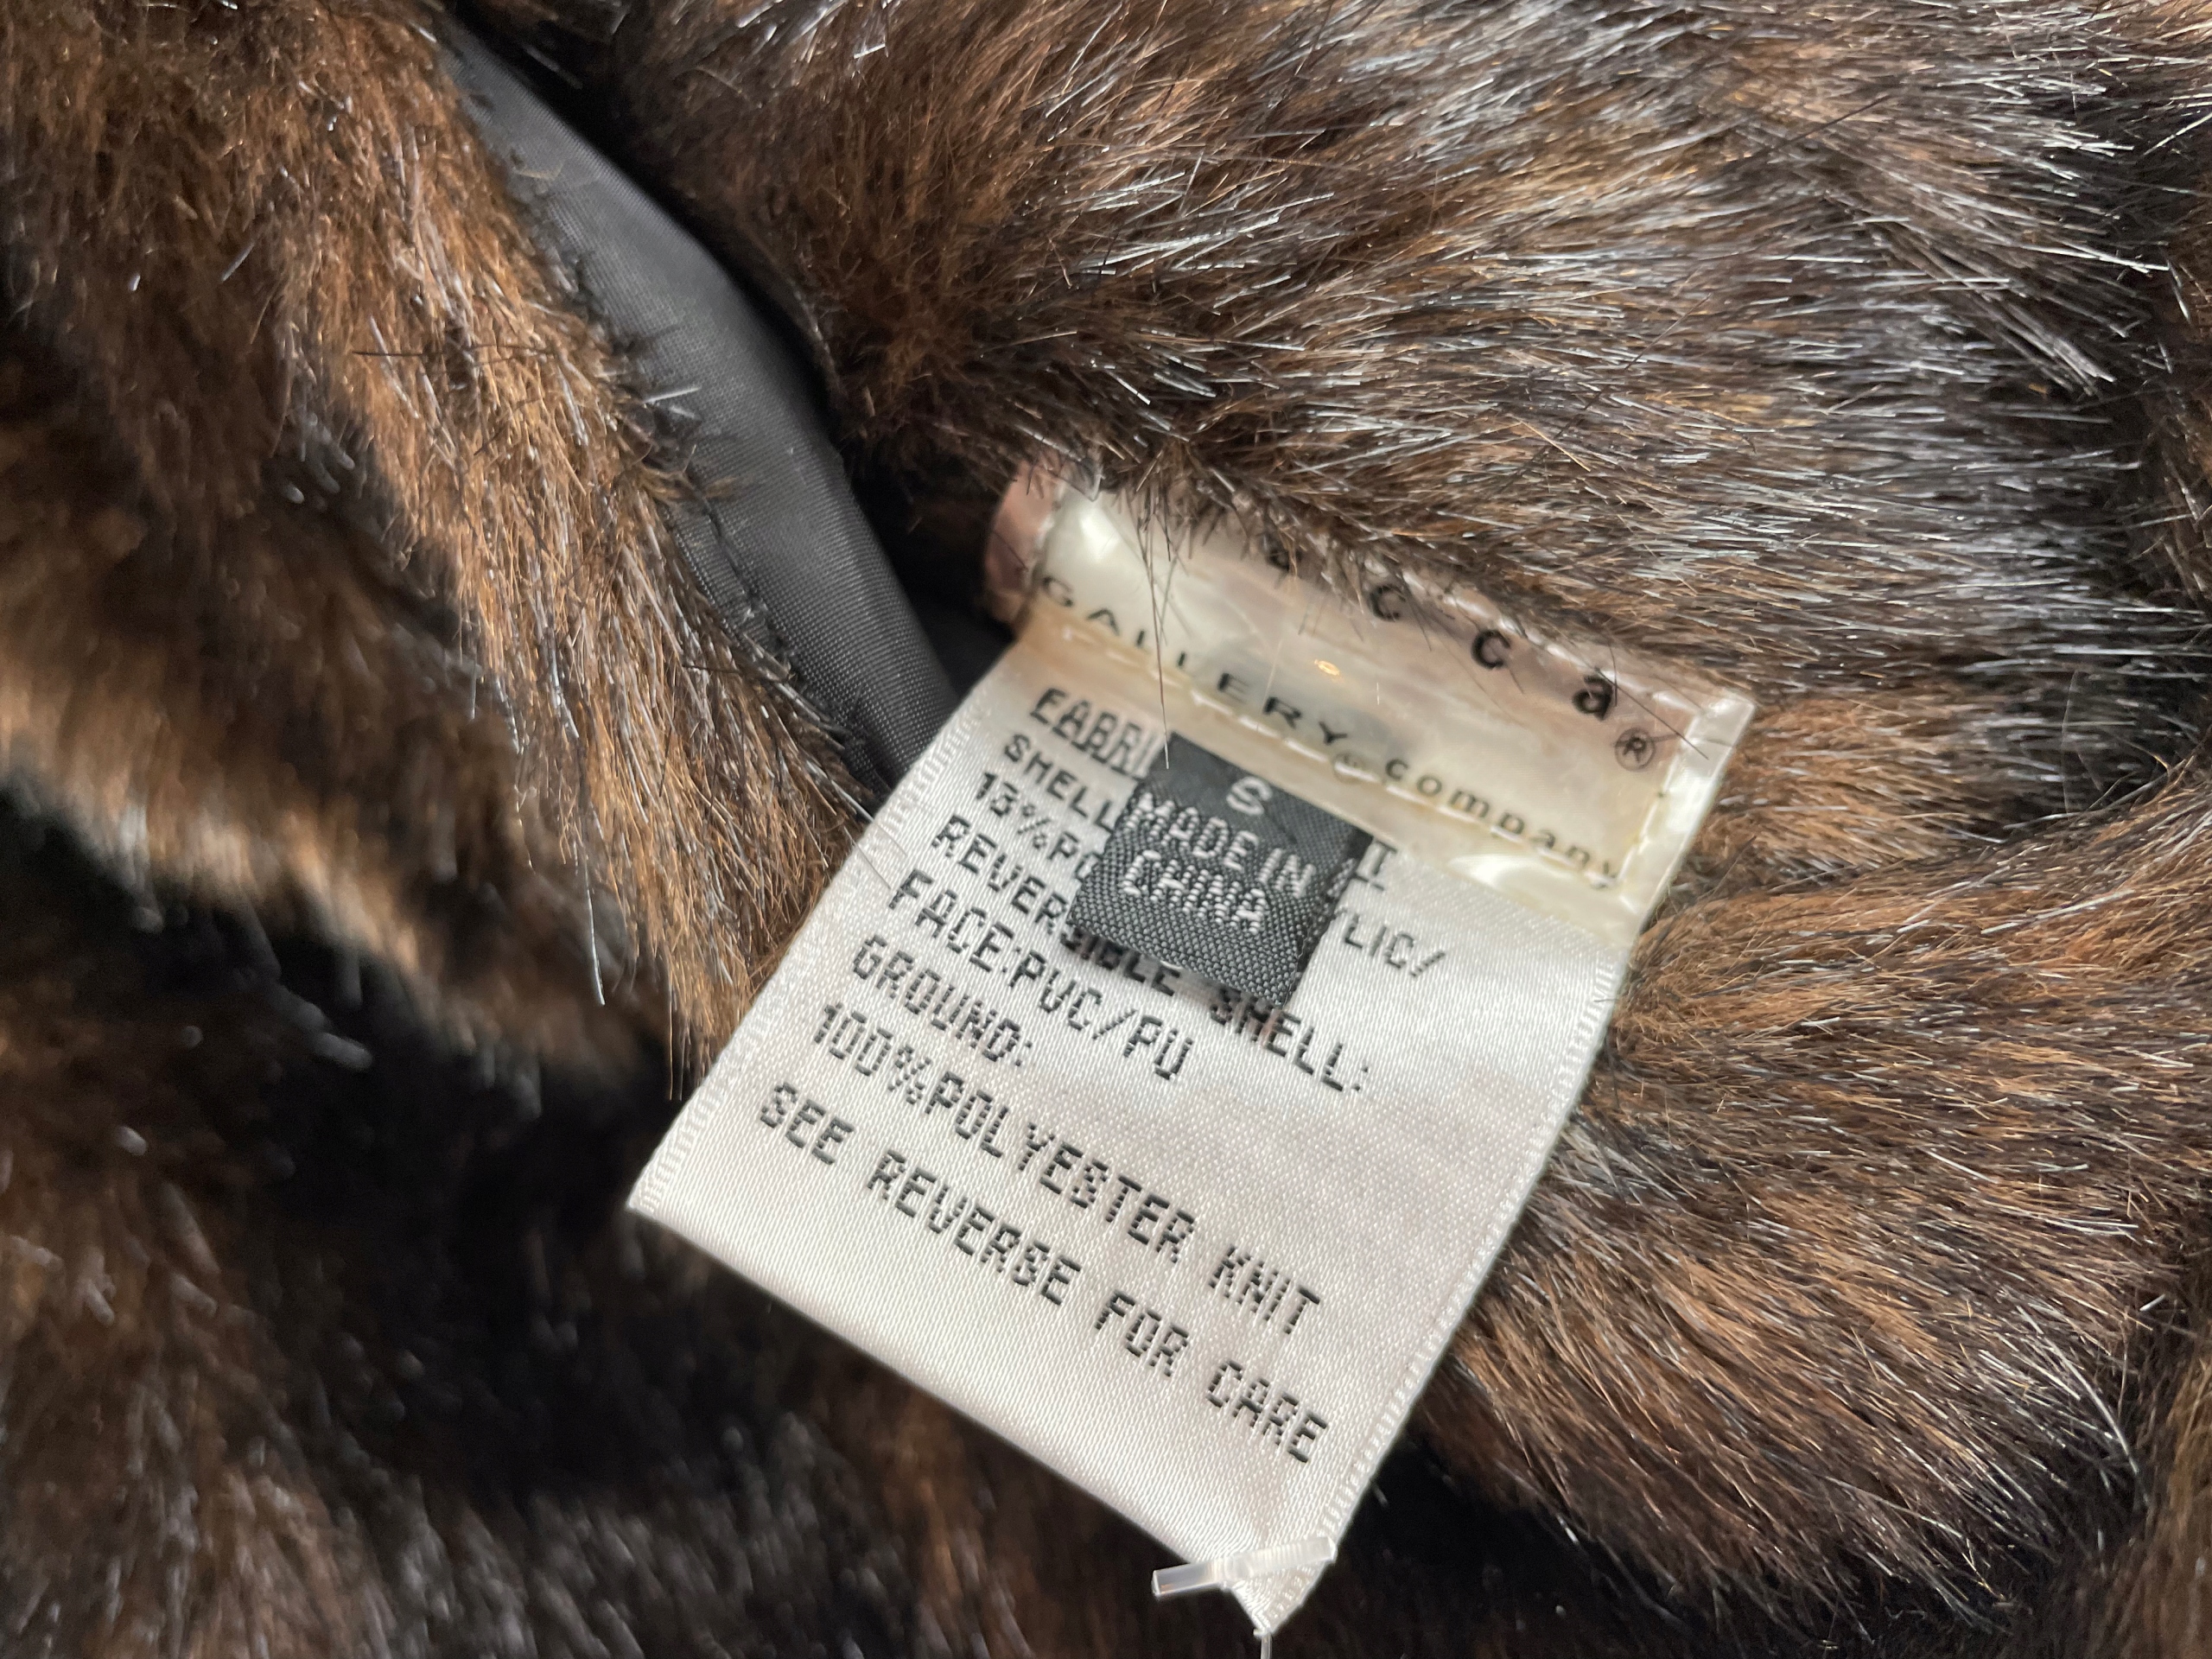 acca®
GALLERY© company
S
MADE IN
CHINA
SHELL
REVERSIBLE SHELL:
FACE:PVC/PU
GROUND:
100%POLYESTER KNIT
SEE REVERSE FOR CARE